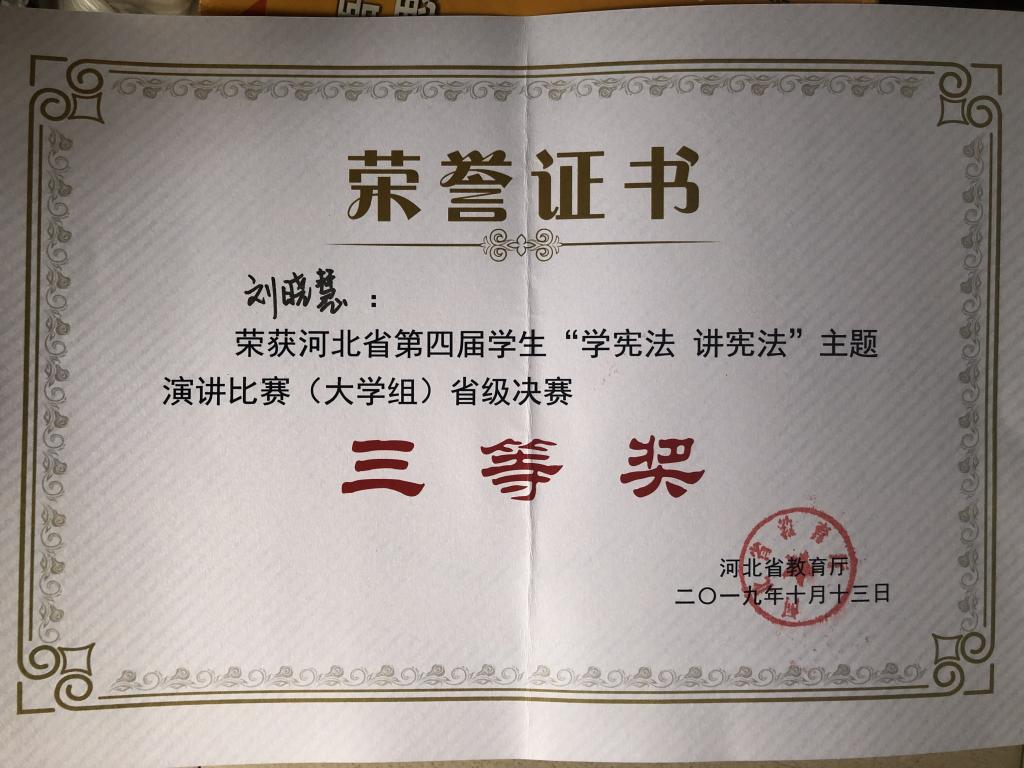 荣誉证书
刘晓慧：
荣获河北省第四届学生“学宪法 讲宪法”主题
演讲比赛（大学组）省级决赛
三等奖
河北省教育厅
二〇一九年十月十三日